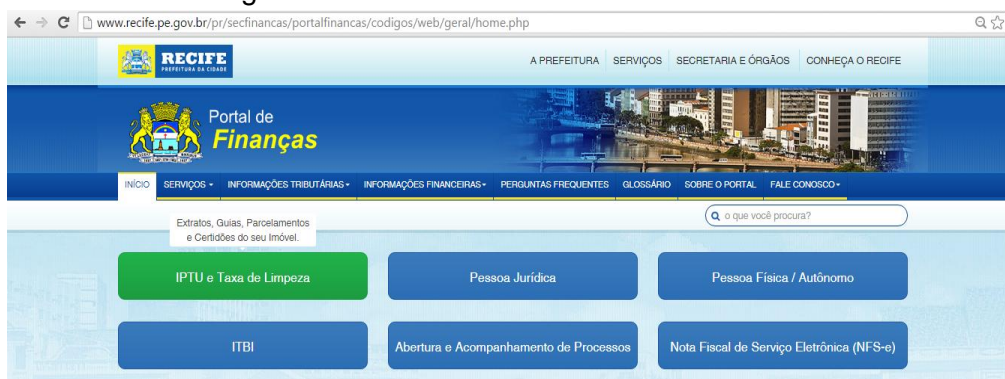 www.recife.pe.gov.br/pr/secfinancas/portalfinancas/codigos/web/geral/home.php
RECIFE
PREFEITURA DA CIDADE
A PREFEITURA SERVIÇOS SECRETARIA E ÓRGÃOS CONHEÇA O RECIFE
Portal de
Finanças
INÍCIO SERVIÇOS INFORMAÇÕES TRIBUTÁRIAS INFORMAÇÕES FINANCEIRAS PERGUNTAS FREQUENTES GLOSSÁRIO SOBRE O PORTAL FALE CONOSCO
o que você procura?
Extratos, Guias, Parcelamentos
e Certidões do seu Imóvel.
IPTU e Taxa de Limpeza Pessoa Jurídica Pessoa Física / Autônomo
ITBI Abertura e Acompanhamento de Processos Nota Fiscal de Serviço Eletrônica (NFS-e)